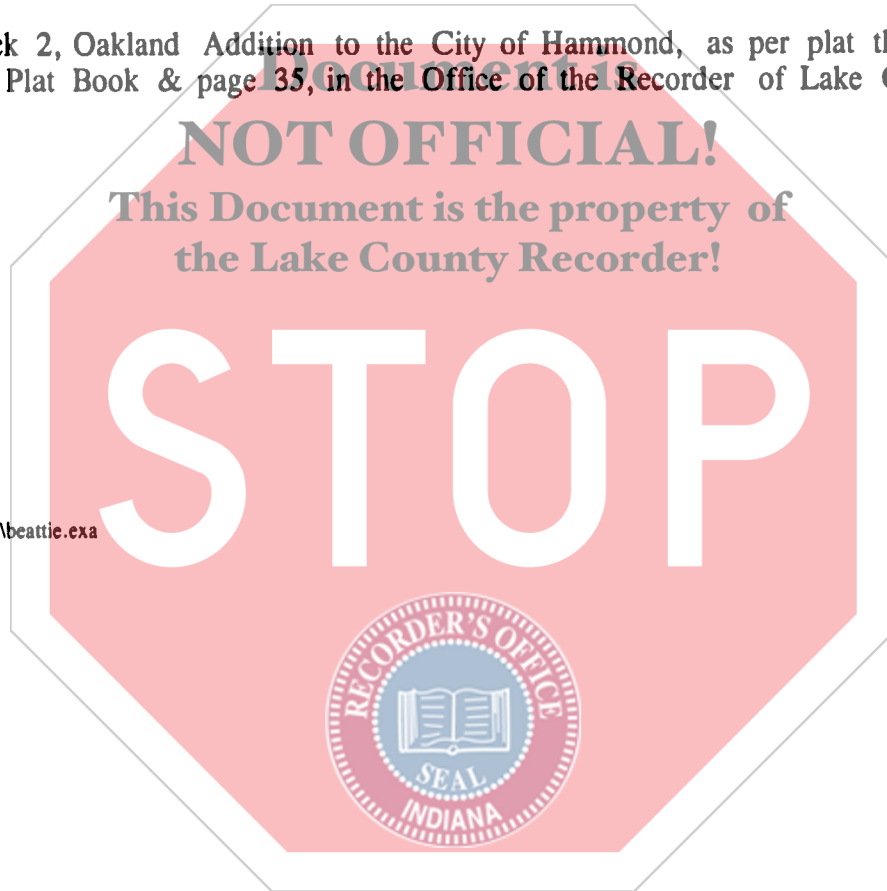 ck 2, Oakland Addition to the City of Hammond, as per plat th
Plat Book & page 35, in the Office of the Recorder of Lake C
Document is
NOT OFFICIAL!
This Document is the property of
the Lake County Recorder!
STOP
\beattie.exa
RECORDER'S OFFICE
SEAL
INDIANA